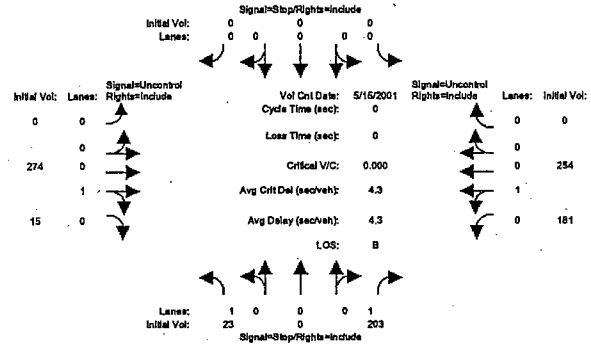 Signal=Stop/Rights=Include
Initial Vol: 0 0 0
Lanes: 0 0 0 0 0
Signal=Uncontrol
Initial Vol: Lanes: Rights=Include
Vol Cnt Date: 5/16/2001
Signal=Uncontrol
Rights=Include Lanes: Initial Vol:
Cycle Time (sec): 0
0 0
0 0
Loss Time (sec): 0
0
0
274 0
Critical V/C: 0.000
0 254
1
Avg Crit Del (sec/veh): 4.3
1
15 0
Avg Delay (sec/veh): 4.3
0 181
LOS: B
Lanes: 1 0 0 0 1
Initial Vol: 23 0 203
Signal=Stop/Rights=Include